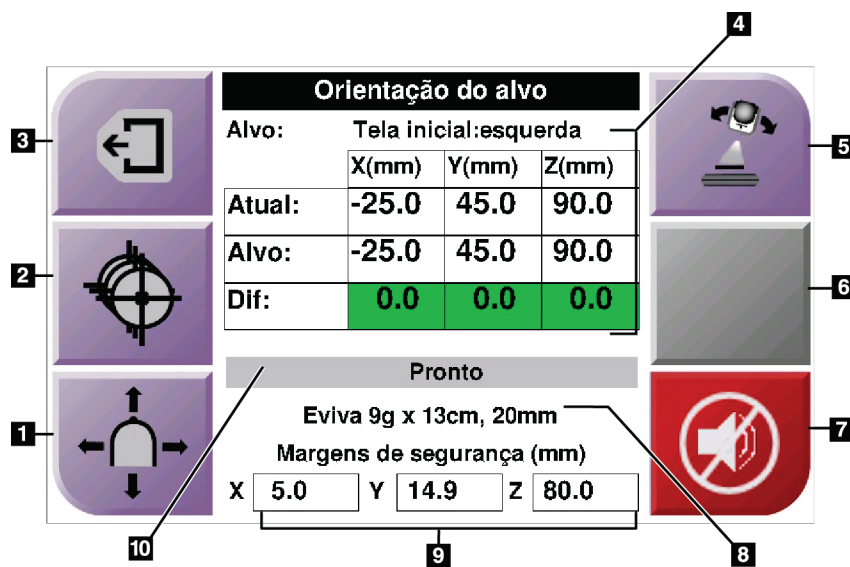 4
Orientação do alvo
Alvo: Tela inicial:esquerda
3
5
X(mm) Y(mm) Z(mm)
Atual: -25.0 45.0 90.0
Alvo: -25.0 45.0 90.0
2
6
Dif: 0.0 0.0 0.0
Pronto
Eviva 9g x 13cm, 20mm
1
7
Margens de segurança (mm)
X 5.0 Y 14.9 Z 80.0
10
9
8